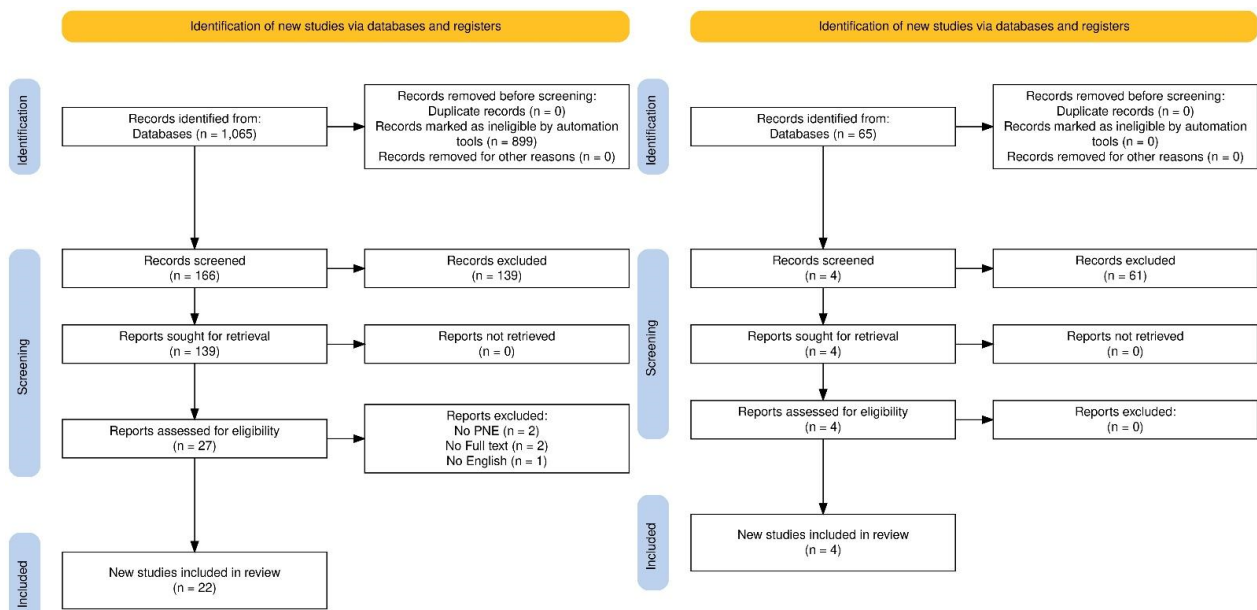 Identification of new studies via databases and registers
Identification
Records identified from:
Databases (n = 1,065)
Records removed before screening:
Duplicate records (n = 0)
Records marked as ineligible by automation
tools (n = 899)
Records removed for other reasons (n = 0)
Screening
Records screened
(n = 166)
Records excluded
(n = 139)
Reports sought for retrieval
(n = 139)
Reports not retrieved
(n = 0)
Reports assessed for eligibility
(n = 27)
Reports excluded:
No PNE (n = 2)
No Full text (n = 2)
No English (n = 1)
Included
New studies included in review
(n = 22)
Identification of new studies via databases and registers
Identification
Records identified from:
Databases (n = 65)
Records removed before screening:
Duplicate records (n = 0)
Records marked as ineligible by automation
tools (n = 0)
Records removed for other reasons (n = 0)
Screening
Records screened
(n = 4)
Records excluded
(n = 61)
Reports sought for retrieval
(n = 4)
Reports not retrieved
(n = 0)
Reports assessed for eligibility
(n = 4)
Reports excluded:
(n = 0)
Included
New studies included in review
(n = 4)